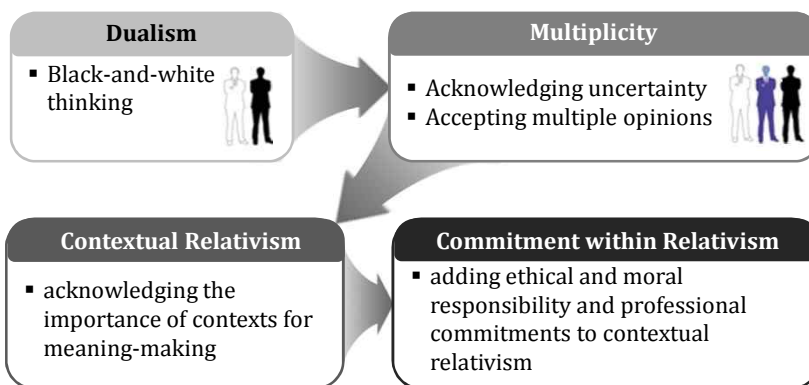 Dualism
▪ Black-and-white
thinking
Multiplicity
▪ Acknowledging uncertainty
▪ Accepting multiple opinions
Contextual Relativism
▪ acknowledging the
importance of contexts for
meaning-making
Commitment within Relativism
▪ adding ethical and moral
responsibility and professional
commitments to contextual
relativism